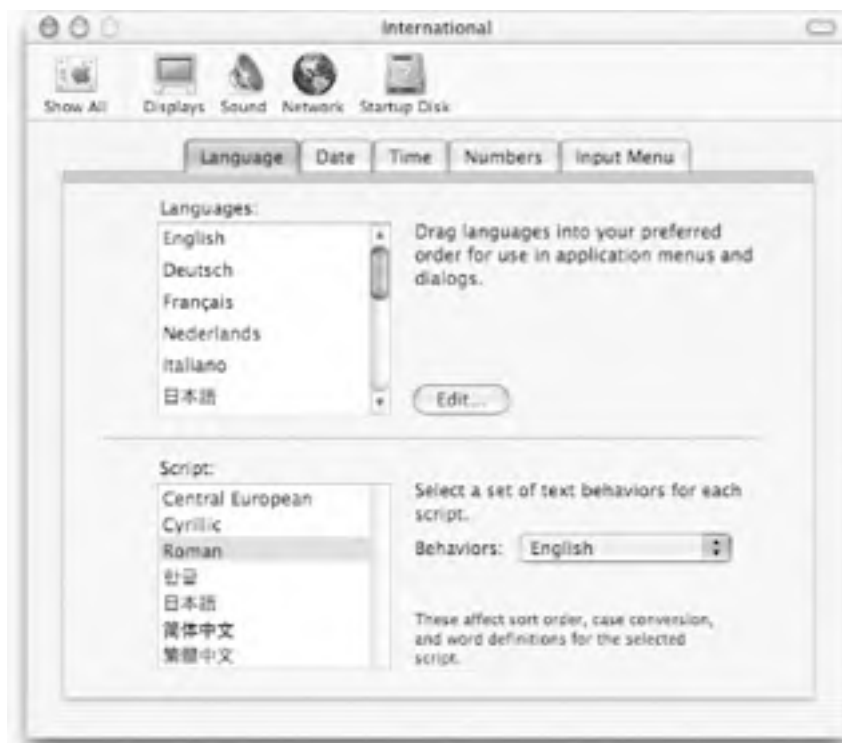 International
Show All Displays Sound Network Startup Disk
Language Date Time Numbers Input Menu
Languages:
English
Deutsch
Français
Nederlands
Italiano
日本語
Drag languages into your preferred
order for use in application menus and
dialogs.
Edit...
Script:
Central European
Cyrillic
Roman
한글
日本語
简体中文
繁體中文
Select a set of text behaviors for each
script.
Behaviors: English
These affect sort order, case conversion,
and word definitions for the selected
script.